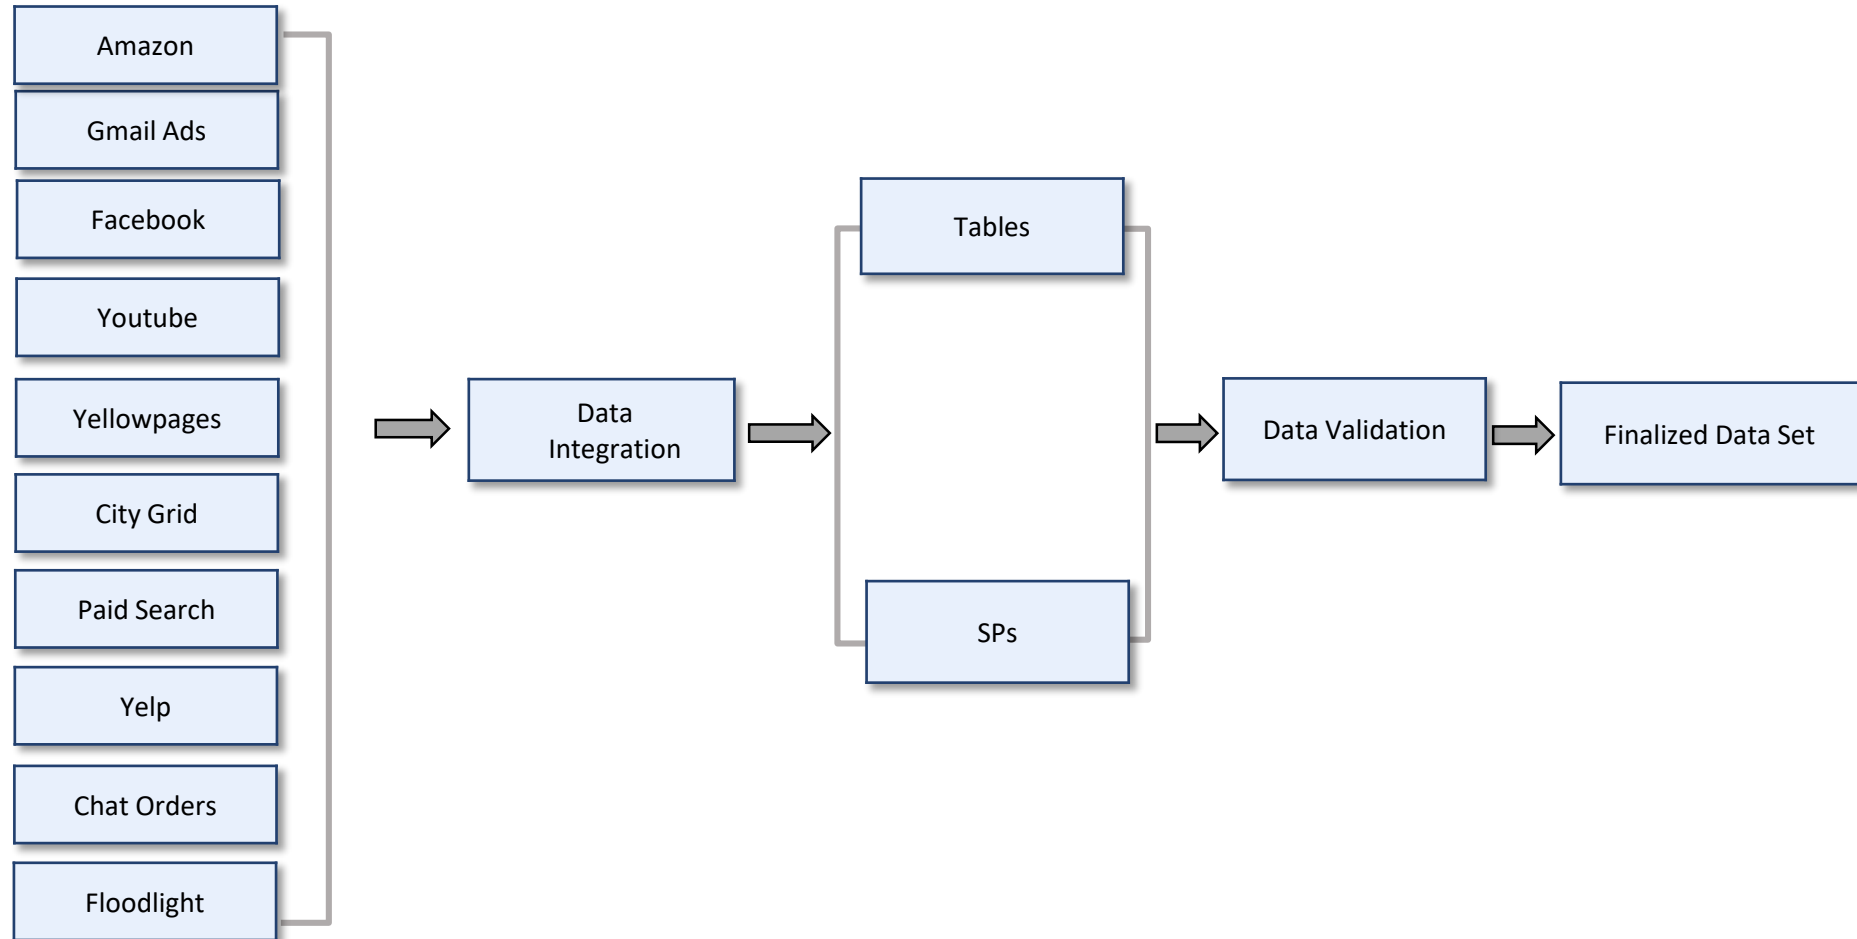 Amazon
Gmail Ads
Facebook
Youtube
Yellowpages
City Grid
Paid Search
Yelp
Chat Orders
Floodlight
Data
Integration
Tables
SPs
Data Validation
Finalized Data Set